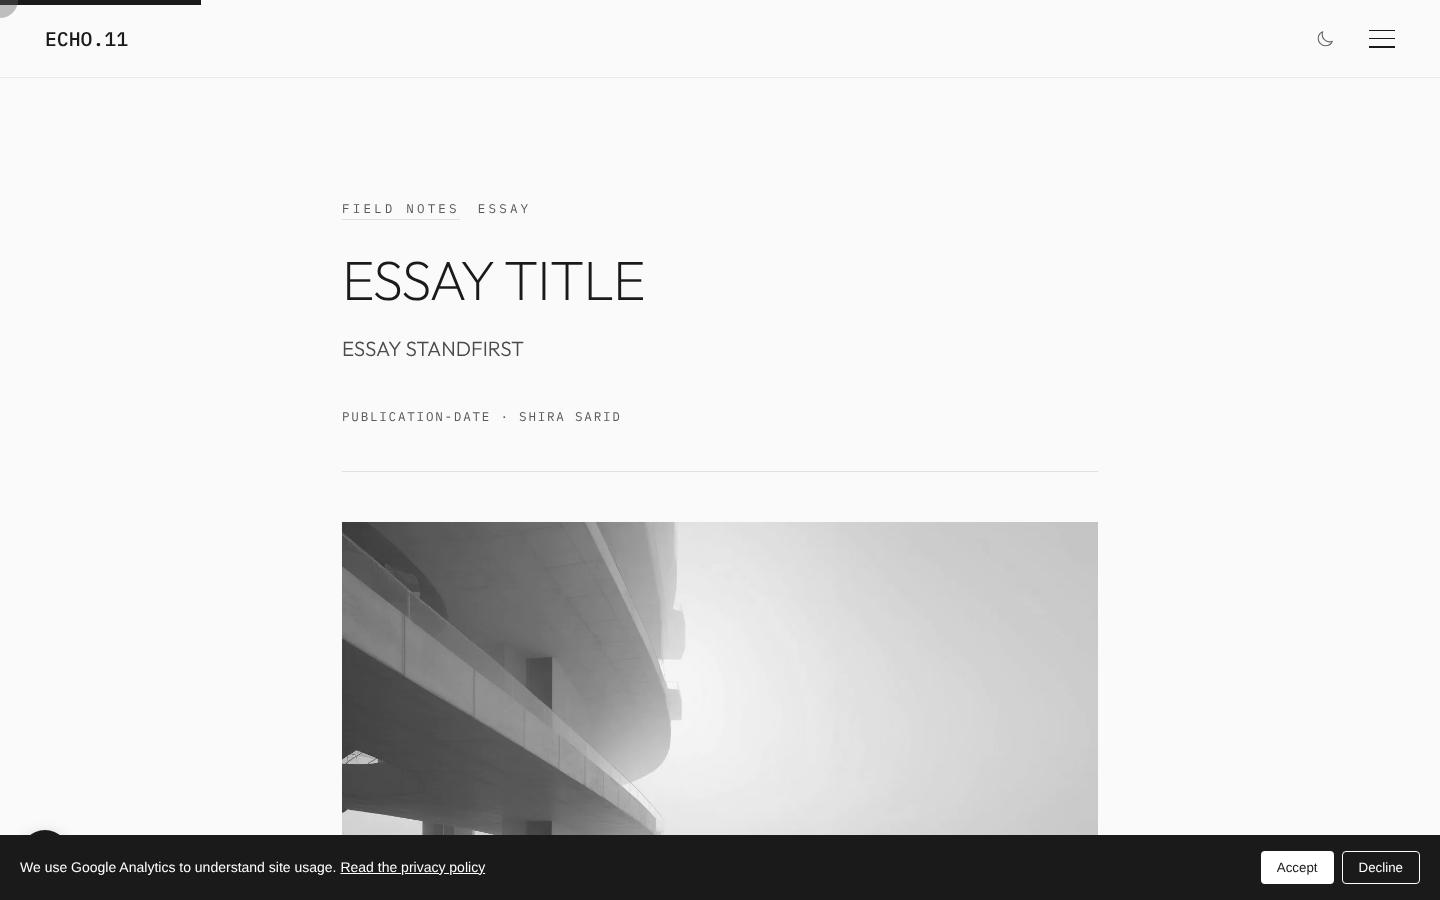 ECHO.11
FIELD NOTES ESSAY
ESSAY TITLE
ESSAY STANDFIRST
PUBLICATION-DATE · SHIRA SARID
We use Google Analytics to understand site usage. Read the privacy policy
Accept
Decline